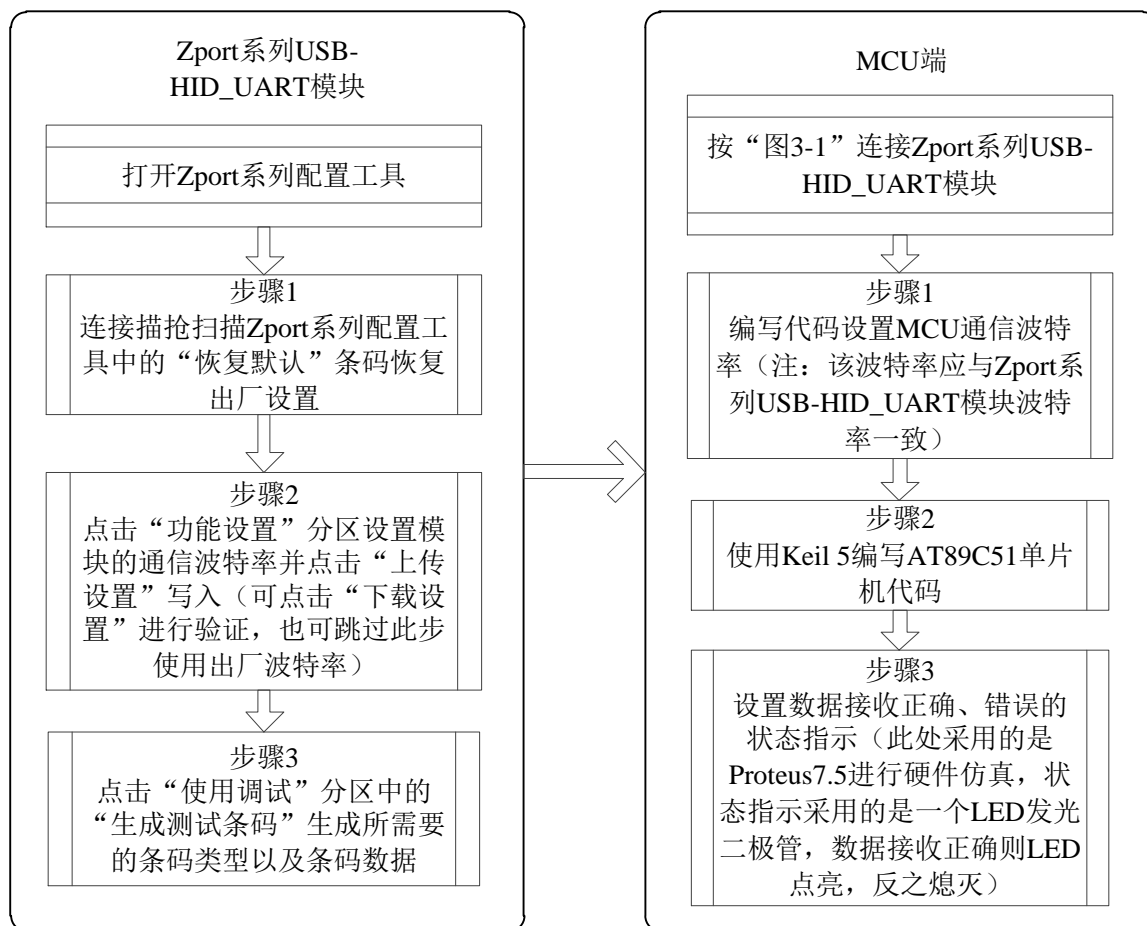 Zport系列USB-
HID_UART模块
打开Zport系列配置工具
步骤1
连接描抢扫描Zport系列配置工
具中的“恢复默认”条码恢复
出厂设置
步骤2
点击“功能设置”分区设置模
块的通信波特率并点击“上传
设置”写入（可点击“下载设
置”进行验证，也可跳过此步
使用出厂波特率）
步骤3
点击“使用调试”分区中的
“生成测试条码”生成所需要
的条码类型以及条码数据
MCU端
按“图3-1”连接Zport系列USB-
HID_UART模块
步骤1
编写代码设置MCU通信波特
率（注：该波特率应与Zport系
列USB-HID_UART模块波特
率一致）
步骤2
使用Keil 5编写AT89C51单片
机代码
步骤3
设置数据接收正确、错误的
状态指示（此处采用的是
Proteus7.5进行硬件仿真，状
态指示采用的是一个LED发光
二极管，数据接收正确则LED
点亮，反之熄灭）